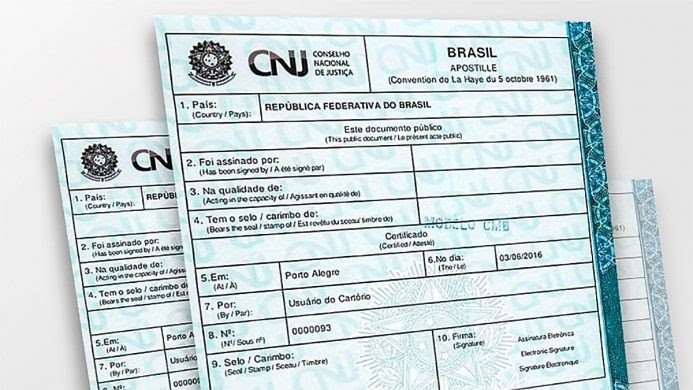 CNJ CONSELHO
NACIONAL
DE JUSTIÇA
BRASIL
APOSTILLE
(Convention de La Haye du 5 octobre 1961)
1. País: REPÚBLICA FEDERATIVA DO BRASIL
(Country / Pays):
Este documento público
(This public document / Le présent acte public)
2. Foi assinado por:
(Has been signed by / A été signé par)
3. Na qualidade de:
(Acting in the capacity of / Agissant en qualité de)
4. Tem o selo / carimbo de: MODELO CMB
(Bears the seal / stamp of / Est revêtu du sceau/ timbre de)
Certificado
(Certified / Attesté)
5.Em: Porto Alegre 6.No dia: 03/06/2016
(At / À) (The / Le)
7. Por: Usuário do Cartório
(By / Par)
8. Nº: 0000093
(Nº / Sous nº)
9. Selo / Carimbo:
(Seal / Stamp / Sceau / Timbre)
10. Firma: Assinatura Eletrônica
(Signature) Electronic Signature
Signature Electronique
CNJ
1. País: REPÚB
(Country / Pays):
2. Foi assinado por:
(Has been signed by / A été signé par)
3. Na qualidade de:
(Acting in the capacity of / Agiss
4. Tem o selo / carimbo de:
(Bears the seal / stamp of / Est rev
5.Em: Porto A
(At / À)
7. Por: Usuário
(By / Par)
8. Nº: 000009
(Nº / Sous nº)